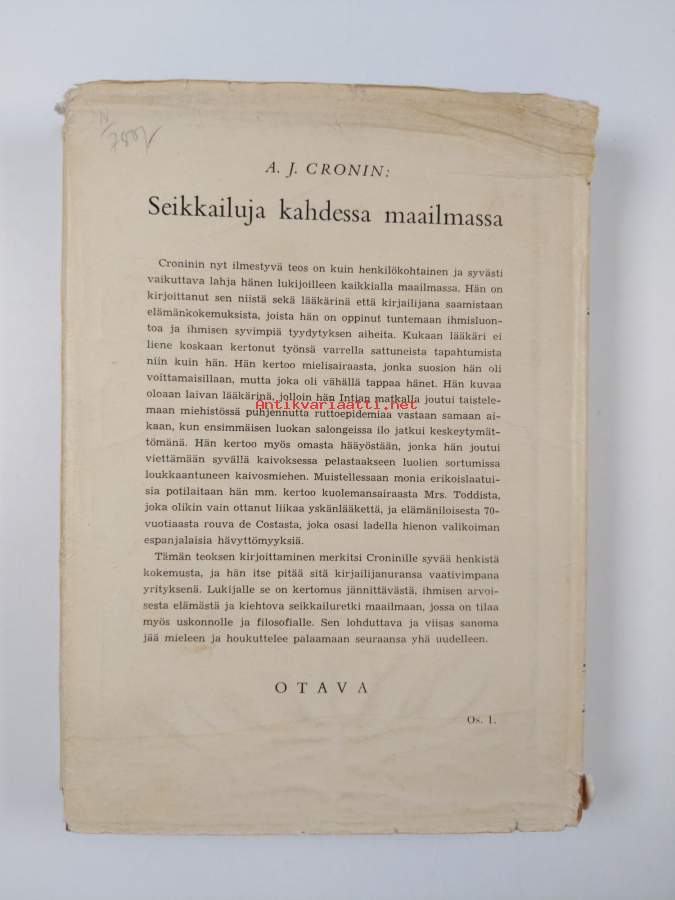 A. J. CRONIN:
Seikkailuja kahdessa maailmassa
Croninin nyt ilmestyvä teos on kuin henkilökohtainen ja syvästi
vaikuttava lahja hänen lukijoilleen kaikkialla maailmassa. Hän on
kirjoittanut sen niistä sekä lääkärinä että kirjailijana saamistaan
elämänkokemuksista, joista hän on oppinut tuntemaan ihmisluon-
toa ja ihmisen syvimpiä tyydytyksen aiheita. Kukaan lääkäri ei
liene koskaan kertonut työnsä varrella sattuneista tapahtumista
niin kuin hän. Hän kertoo mielisairaasta, jonka suosion hän oli
voittamaisillaan, mutta joka oli vähällä tappaa hänet. Hän kuvaa
oloaan laivan lääkärinä, jolloin hän Intian matkalla joutui taistele-
Antikvariaatti.net
maan miehistössä puhjennutta ruttoepidemiaa vastaan samaan ai-
kaan, kun ensimmäisen luokan salongeissa ilo jatkui keskeytymät-
tömänä. Hän kertoo myös omasta hääyöstään, jonka hän joutui
viettämään syvällä kaivoksessa pelastaakseen luolien sortumissa
loukkaantuneen kaivosmiehen. Muistellessaan monia erikoislaatui-
sia potilaitaan hän mm. kertoo kuolemansairaasta Mrs. Toddista,
joka olikin vain ottanut liikaa yskänlääkettä, ja elämäniloisesta 70-
vuotiaasta rouva de Costasta, joka osasi ladella hienon valikoiman
espanjalaisia hävyttömyyksiä.
Tämän teoksen kirjoittaminen merkitsi Croninille syvää henkistä
kokemusta, ja hän itse pitää sitä kirjailijanuransa vaativimpana
yrityksenä. Lukijalle se on kertomus jännittävästä, ihmisen arvoi-
sesta elämästä ja kiehtova seikkailuretki maailmaan, jossa on tilaa
myös uskonnolle ja filosofialle. Sen lohduttava ja viisas sanoma
jää mieleen ja houkuttelee palaamaan seuraansa yhä uudelleen.
OTAVA
Os. 1.